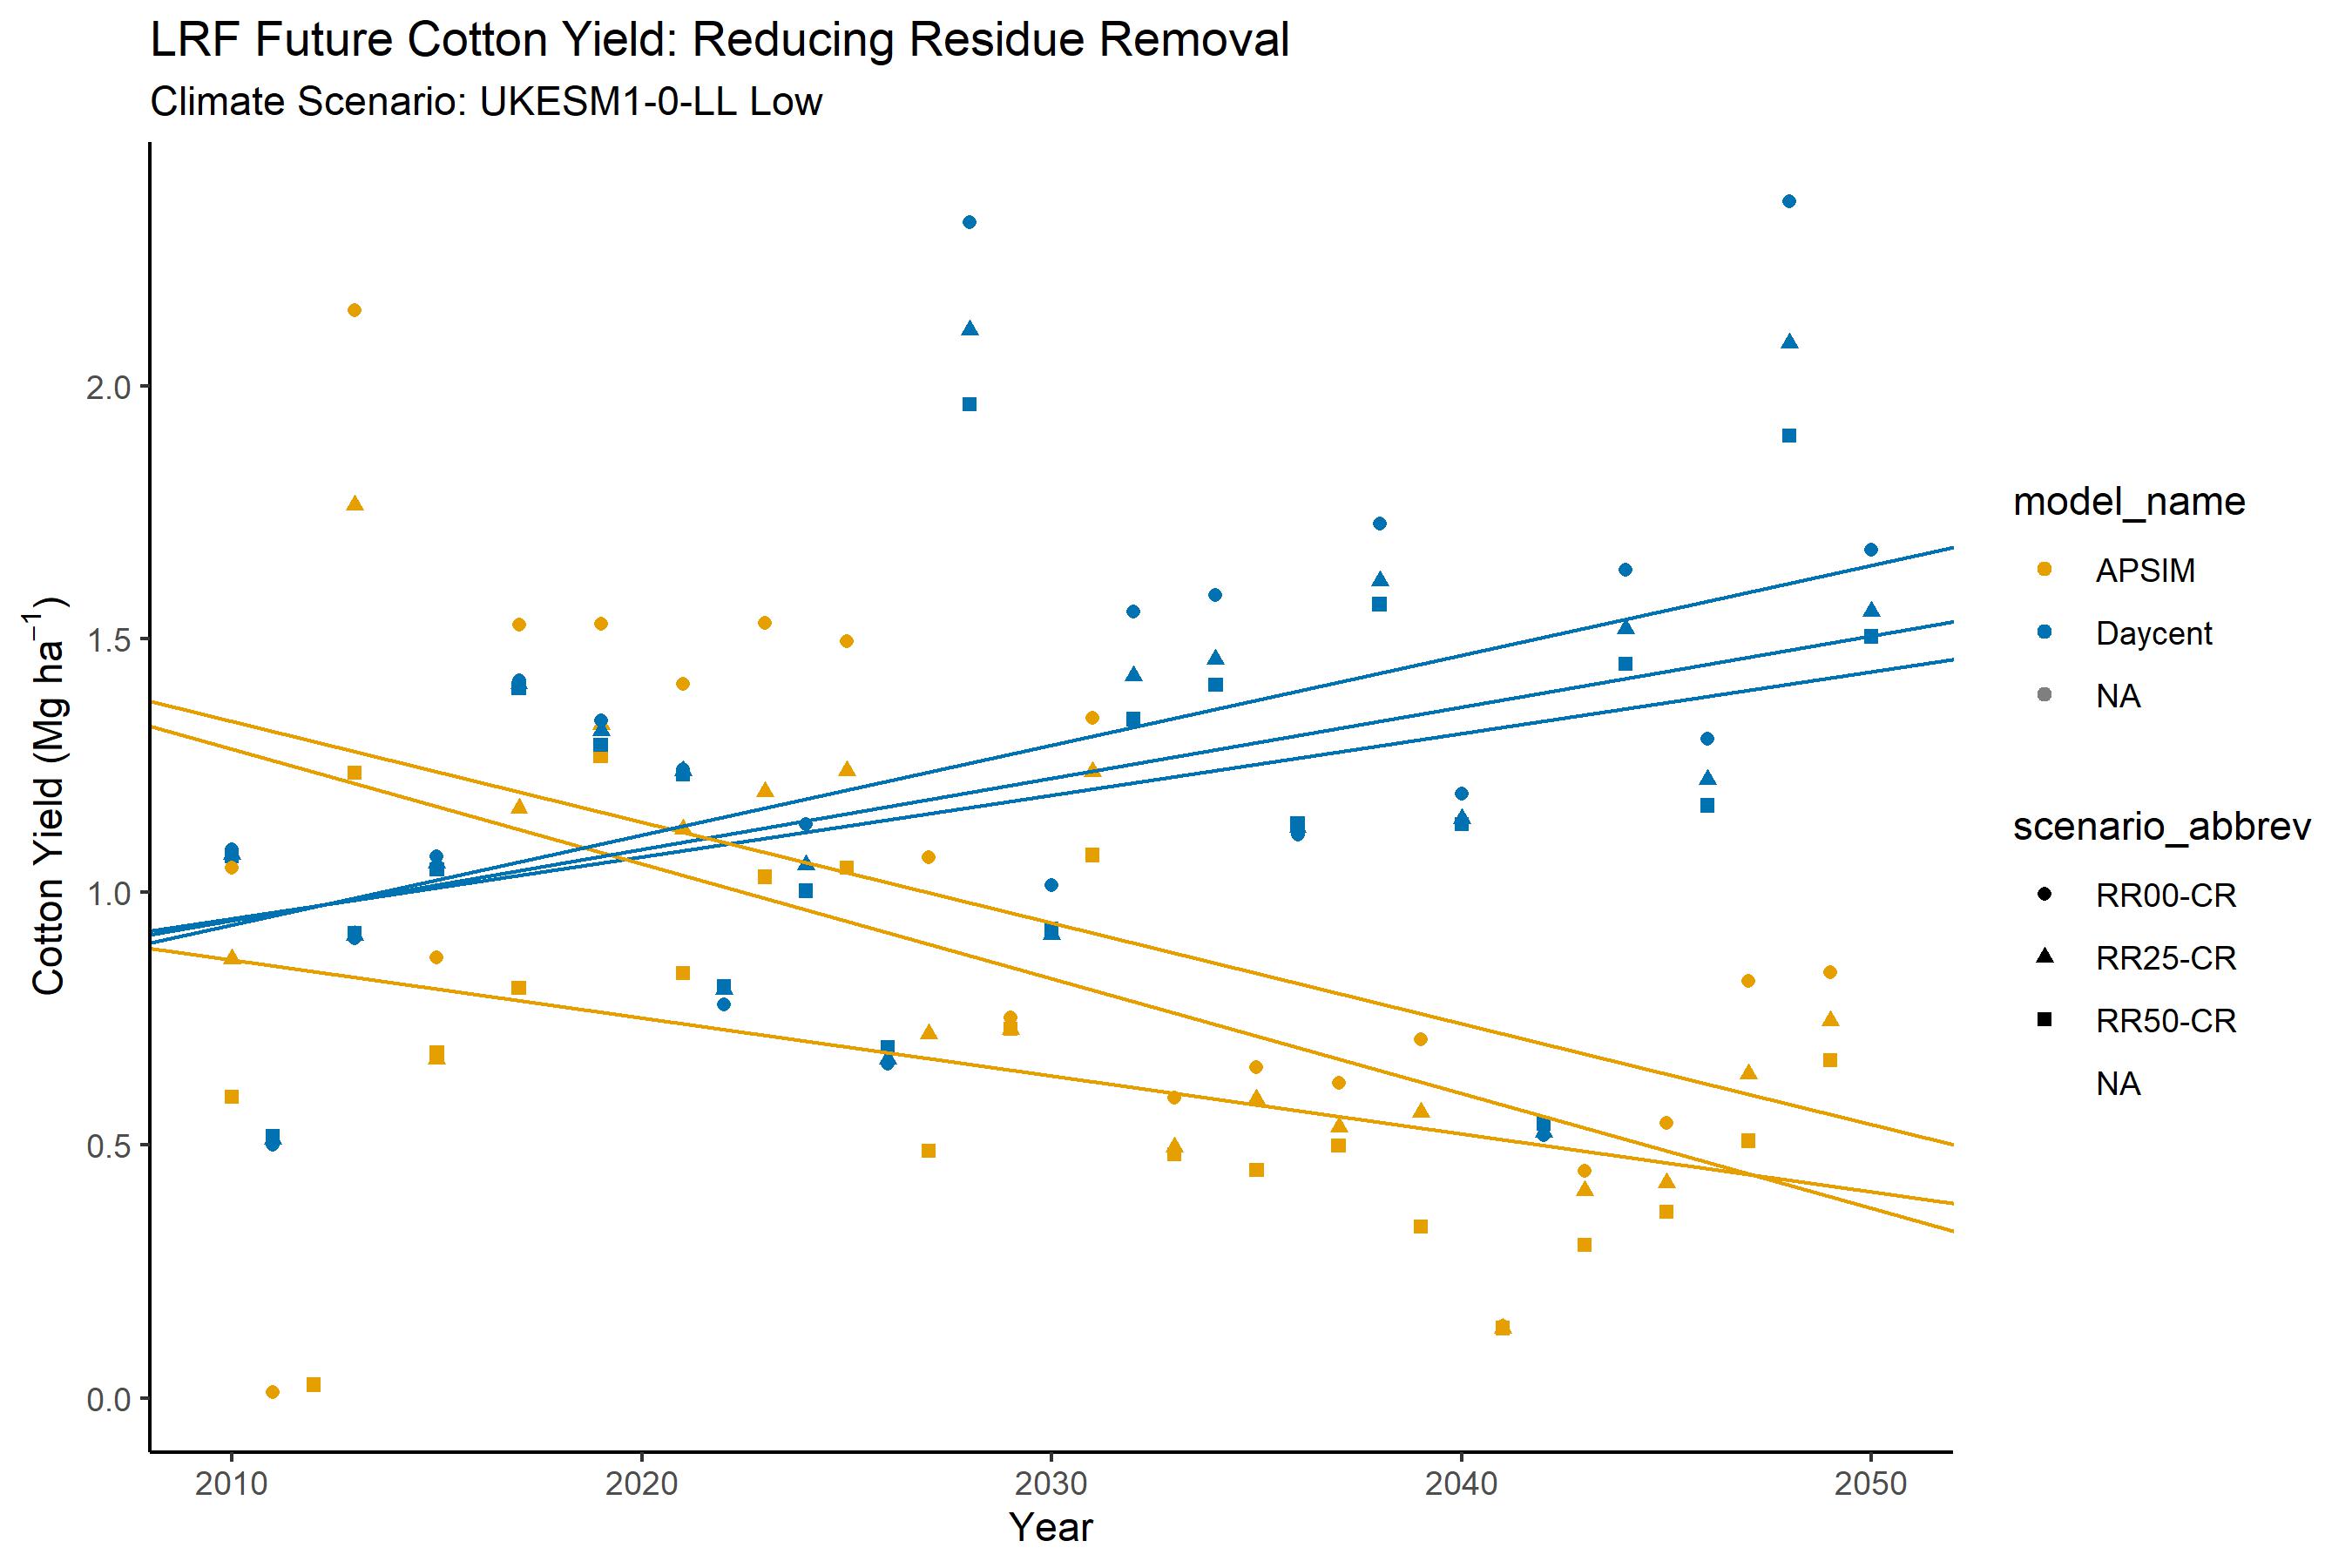 LRF Future Cotton Yield: Reducing Residue Removal
Climate Scenario: UKESM1-0-LL Low
Cotton Yield (Mg ha⁻¹)
2.0
1.5
1.0
0.5
0.0
2010 2020 2030 2040 2050
Year
model_name
APSIM
Daycent
NA
scenario_abbrev
RR00-CR
RR25-CR
RR50-CR
NA